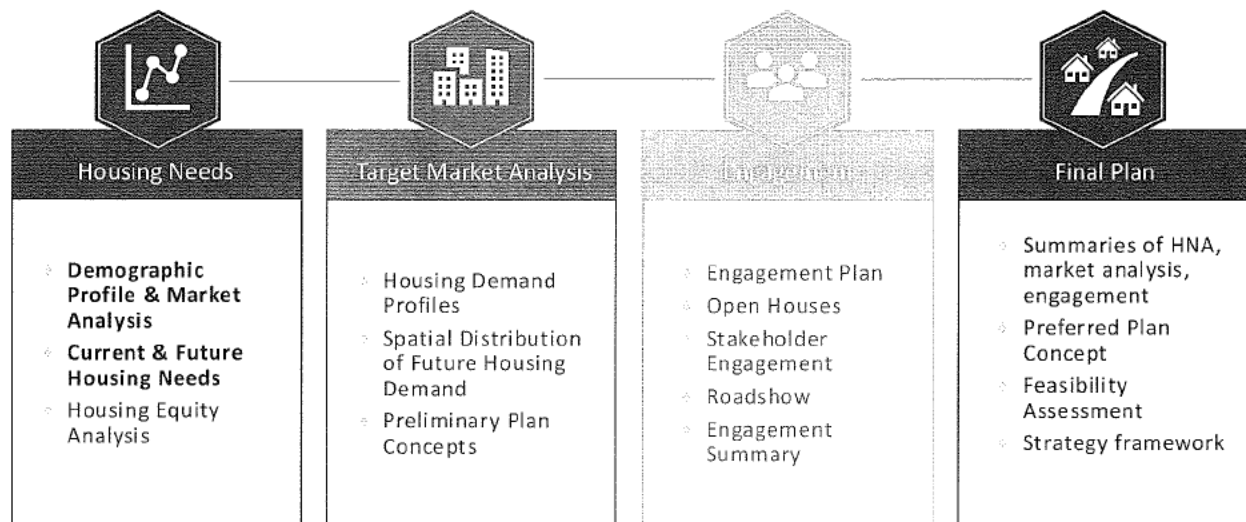 Housing Needs
Demographic
Profile & Market
Analysis
Current & Future
Housing Needs
Housing Equity
Analysis
Target Market Analysis
Housing Demand
Profiles
Spatial Distribution
of Future Housing
Demand
Preliminary Plan
Concepts
Engagement
Engagement Plan
Open Houses
Stakeholder
Engagement
Roadshow
Engagement
Summary
Final Plan
Summaries of HNA,
market analysis,
engagement
Preferred Plan
Concept
Feasibility
Assessment
Strategy framework